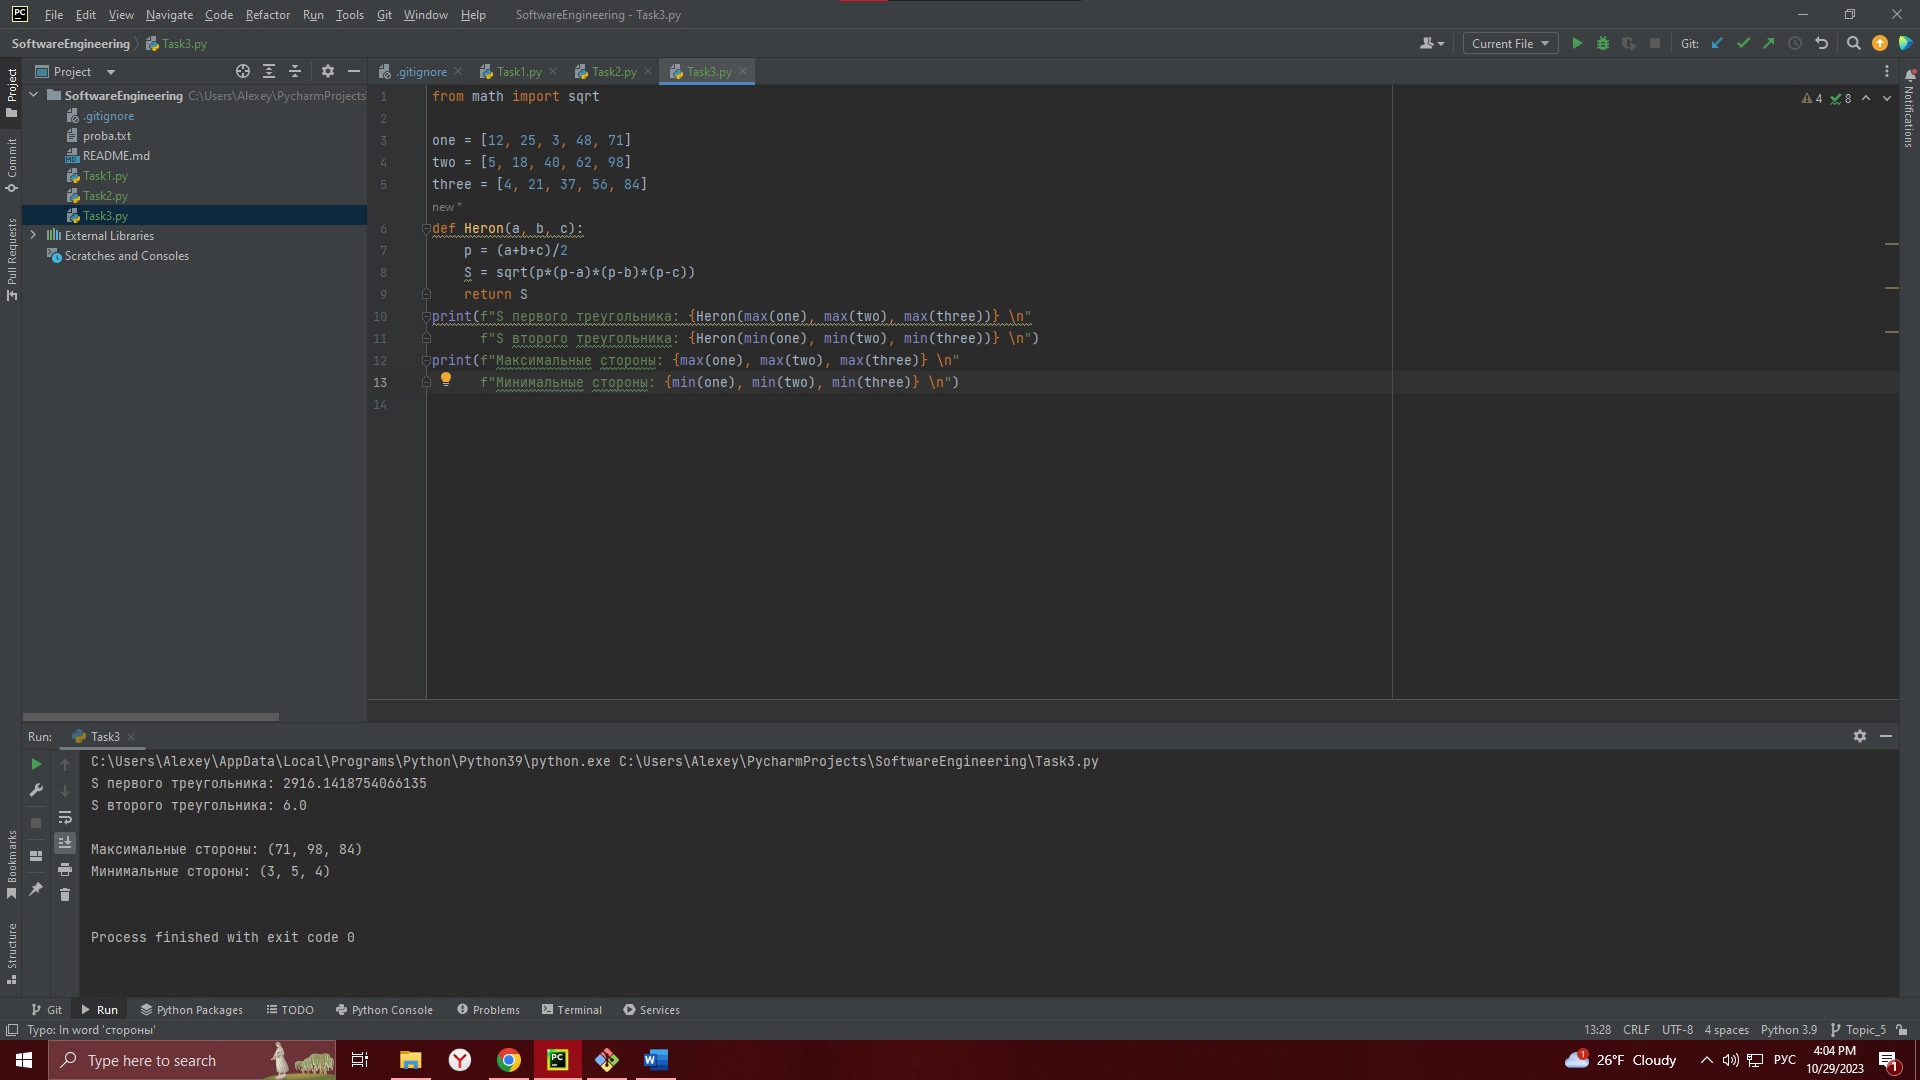 File Edit View Navigate Code Refactor Run Tools Git Window Help SoftwareEngineering - Task3.py
SoftwareEngineering Task3.py Current File Git:
Project .gitignore Task1.py Task2.py Task3.py
SoftwareEngineering C:\Users\Alexey\PycharmProjects
.gitignore
proba.txt
README.md
Task1.py
Task2.py
Task3.py
External Libraries
Scratches and Consoles
Project
Commit
Pull Requests
Bookmarks
Structure
Notifications
4 8
1 from math import sqrt
2
3 one = [12, 25, 3, 48, 71]
4 two = [5, 18, 40, 62, 98]
5 three = [4, 21, 37, 56, 84]
new *
6 def Heron(a, b, c):
7 p = (a+b+c)/2
8 S = sqrt(p*(p-a)*(p-b)*(p-c))
9 return S
10 print(f"S первого треугольника: {Heron(max(one), max(two), max(three))} \n"
11 f"S второго треугольника: {Heron(min(one), min(two), min(three))} \n")
12 print(f"Максимальные стороны: {max(one), max(two), max(three)} \n"
13 f"Минимальные стороны: {min(one), min(two), min(three)} \n")
14
Run: Task3
C:\Users\Alexey\AppData\Local\Programs\Python\Python39\python.exe C:\Users\Alexey\PycharmProjects\SoftwareEngineering\Task3.py
S первого треугольника: 2916.1418754066135
S второго треугольника: 6.0
Максимальные стороны: (71, 98, 84)
Минимальные стороны: (3, 5, 4)
Process finished with exit code 0
Git Run Python Packages TODO Python Console Problems Terminal Services
Typo: In word 'стороны' 13:28 CRLF UTF-8 4 spaces Python 3.9 Topic_5
Type here to search 1 26°F Cloudy РУС 4:04 PM 1
10/29/2023